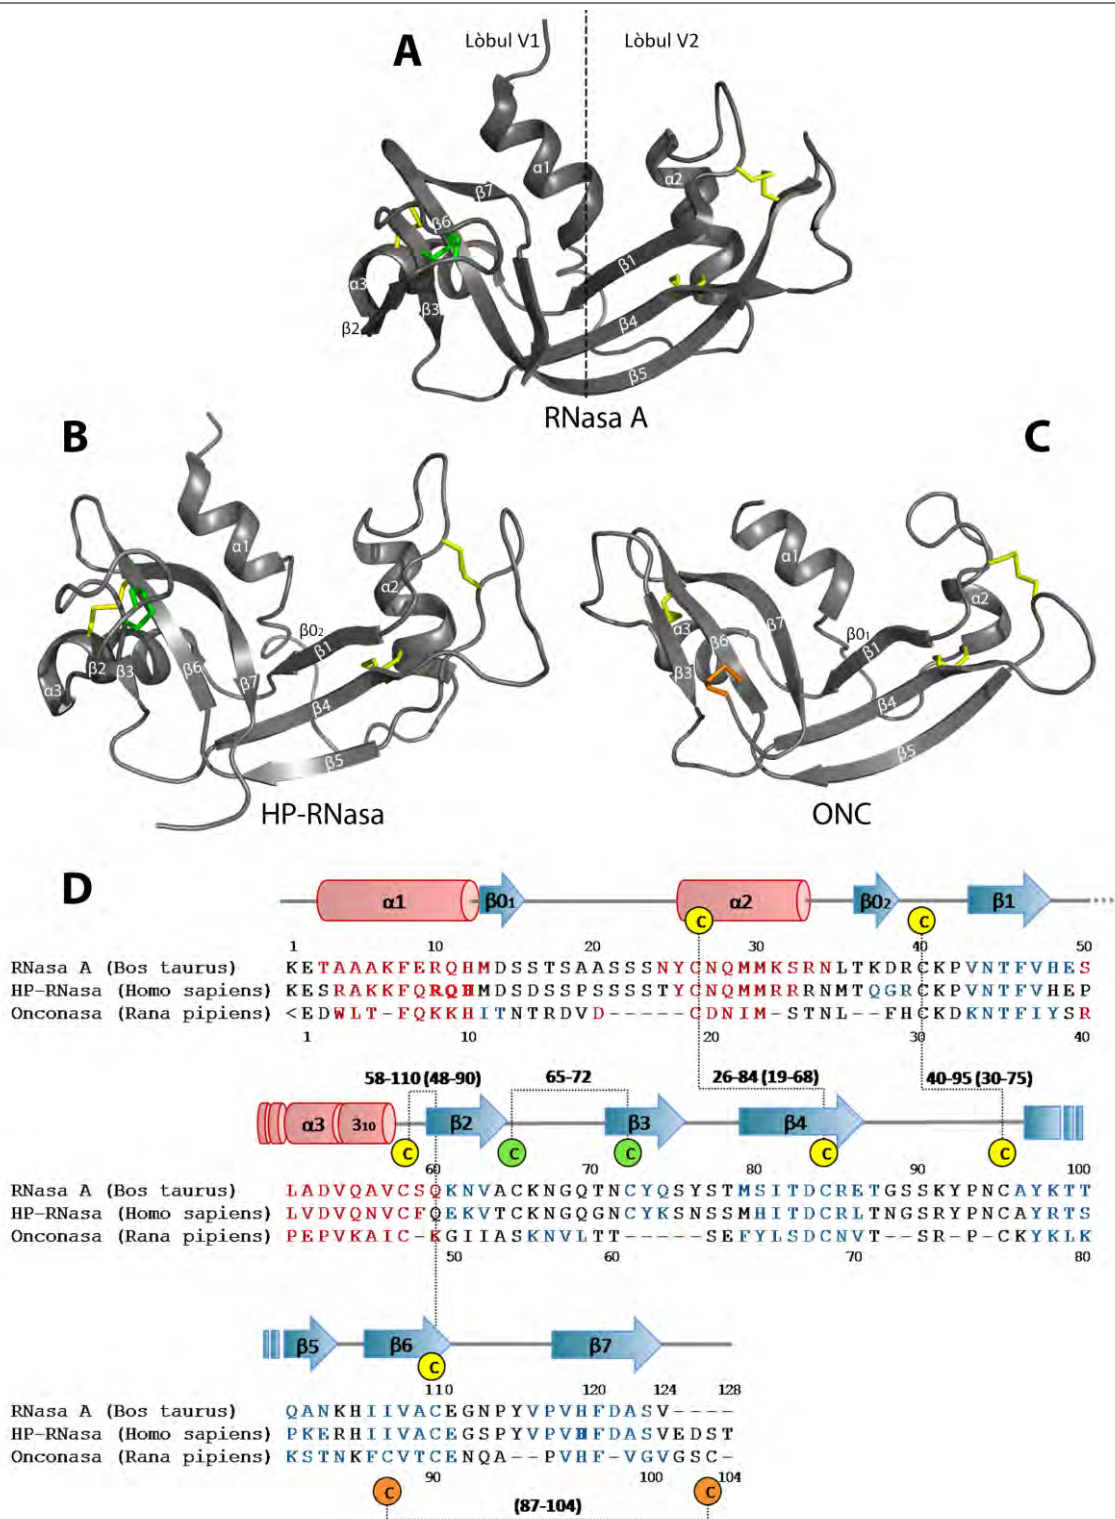 A
Lòbul V1
Lòbul V2
α1
α2
β7
β6
β1
α3
β3
β2
β4
β5
RNasa A
B
α1
α2
β0₂
β1
β2
β3
α3
β6
β7
β4
β5
HP-RNasa
C
α1
α2
β0₁
β1
α3
β6
β7
β3
β4
β5
ONC
D
α1 β0₁ α2 β0₂ β1
C C
1 10 20 30 40 50
RNasa A (Bos taurus) KETAAAKFERQHMDSSTSAASSSNYCNQMMKSRNLTKDRCKPVNTFVHES
HP-RNasa (Homo sapiens) KESRAKKFQRQHMDSDSSPSSSSTYCNQMMRRRNMTQGRCKPVNTFVHEP
Onconasa (Rana pipiens) <EDWLT-FQKKHITNTRDVD-----CDNIM-STNL--FHCKDKNTFIYSR
1 10 20 30 40
58-110 (48-90) 65-72 26-84 (19-68) 40-95 (30-75)
α3 3₁₀ β2 β3 β4
C C C C C
60 70 80 90 100
RNasa A (Bos taurus) LADVQAVCSQKNVACKNGQTNCYQSYSTMSITDCRETGSSKYPNCAYKTT
HP-RNasa (Homo sapiens) LVDVQNVCFQEKVTCKNGQGNCYKSNSSMHITDCRLTNGSRYPNCAYRTS
Onconasa (Rana pipiens) PEPVKAIC-KGIIASKNVLTT-----SEFYLSDCNVT--SR-P-CKYKLK
50 60 70 80
β5 β6 β7
C
110 120 124 128
RNasa A (Bos taurus) QANKHIIVACEGNPYVPVHFDASV----
HP-RNasa (Homo sapiens) PKERHIIVACEGSPYVPVHFDASVEDST
Onconasa (Rana pipiens) KSTNKFCVTCENQA--PVHF-VGVGSC-
90 100 104
C C
(87-104)